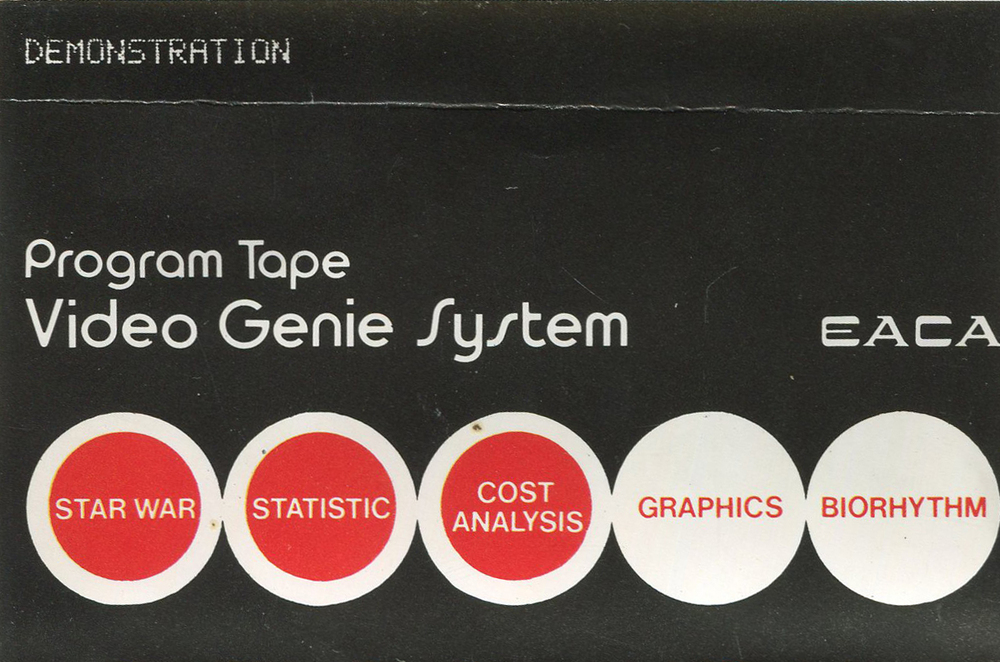 DEMONSTRATION
Program Tape
Video Genie System
EACA
STAR WAR
STATISTIC
COST
ANALYSIS
GRAPHICS
BIORHYTHM